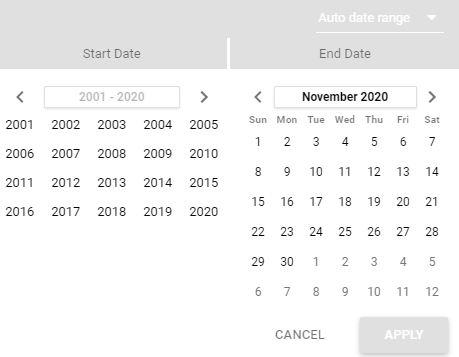 Auto date range
Start Date
End Date
2001 - 2020
2001 2002 2003 2004 2005
2006 2007 2008 2009 2010
2011 2012 2013 2014 2015
2016 2017 2018 2019 2020
November 2020
Sun Mon Tue Wed Thu Fri Sat
1 2 3 4 5 6 7
8 9 10 11 12 13 14
15 16 17 18 19 20 21
22 23 24 25 26 27 28
29 30 1 2 3 4 5
6 7 8 9 10 11 12
CANCEL APPLY